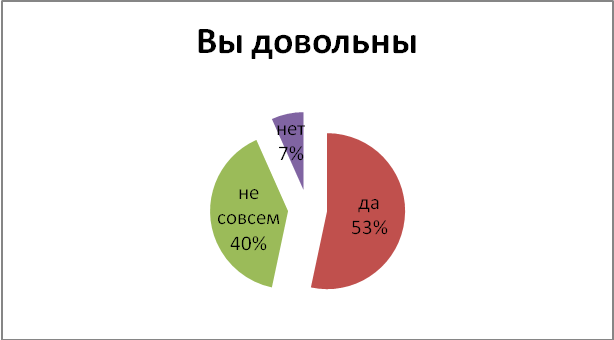 Вы довольны
нет
7%
не
совсем
40%
да
53%